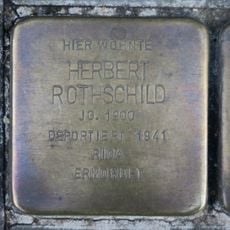 HIER WOHNTE
HERBERT
ROTHSCHILD
JG. 1900
DEPORTIERT 1941
RIGA
ERMORDET